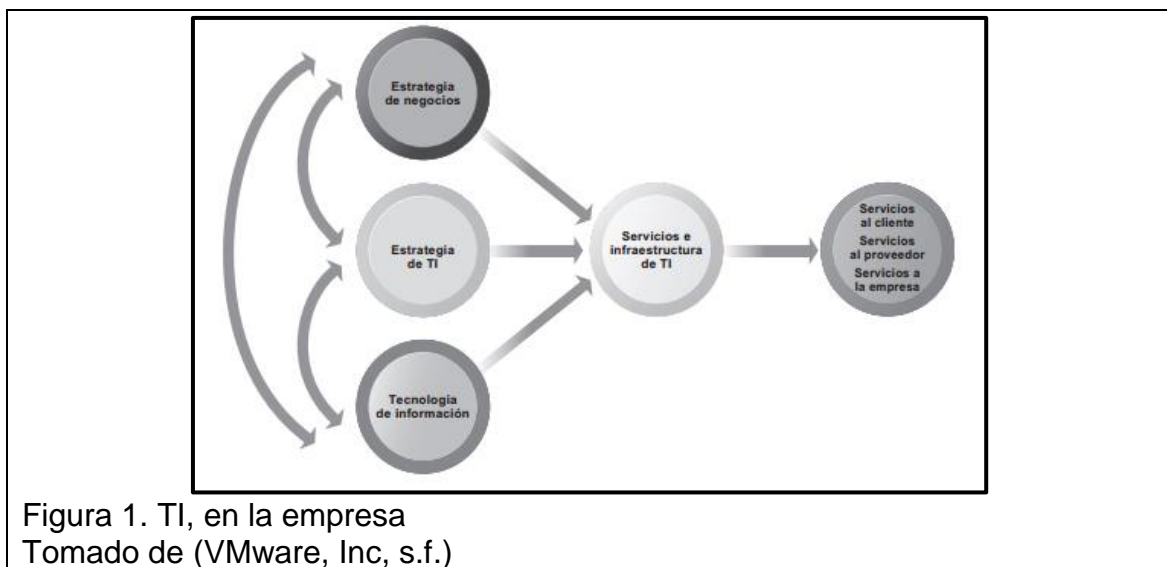 Estrategia
de negocios
Estrategia
de TI
Tecnología
de información
Servicios e
infraestructura
de TI
Servicios
al cliente
Servicios
al proveedor
Servicios a
la empresa
Figura 1. TI, en la empresa
Tomado de (VMware, Inc, s.f.)